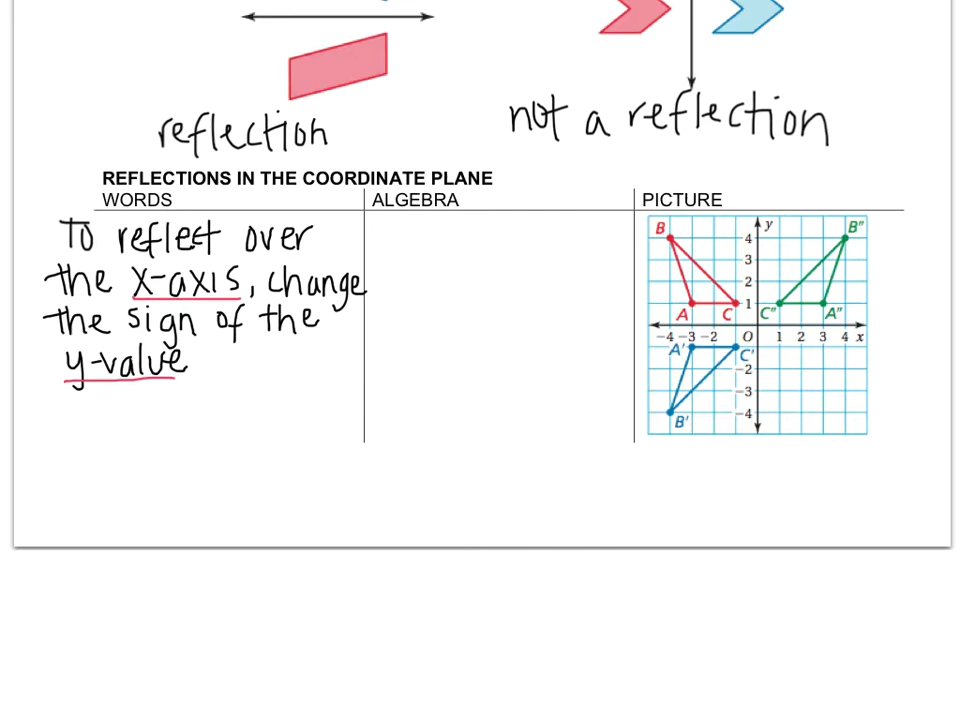 reflection
not a reflection
REFLECTIONS IN THE COORDINATE PLANE
WORDS
ALGEBRA
PICTURE
To reflect over
the x-axis, change
the sign of the
y-value
B
y
B"
4
3
2
1
A
C
C"
A"
-4 -3 -2
O
1 2 3 4 x
A'
C'
-2
-3
-4
B'